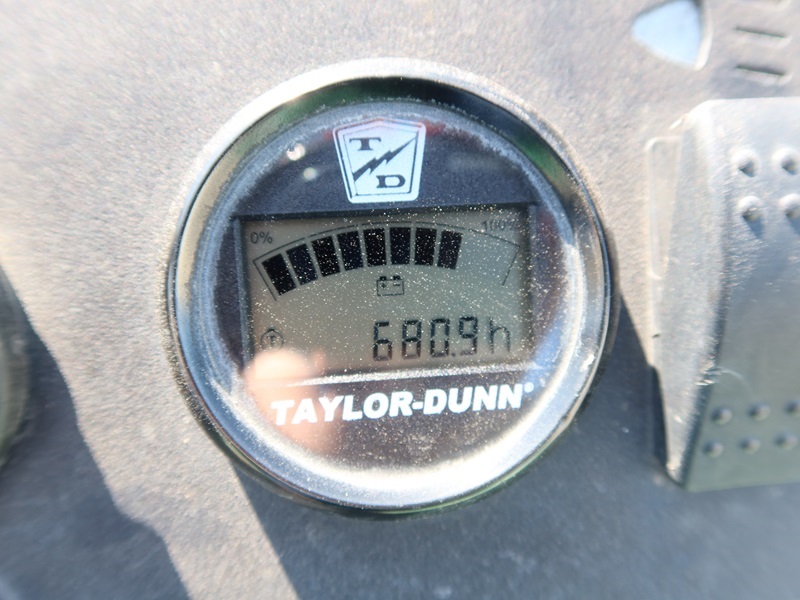 T
D
0% 100%
680.9h
TAYLOR-DUNN®